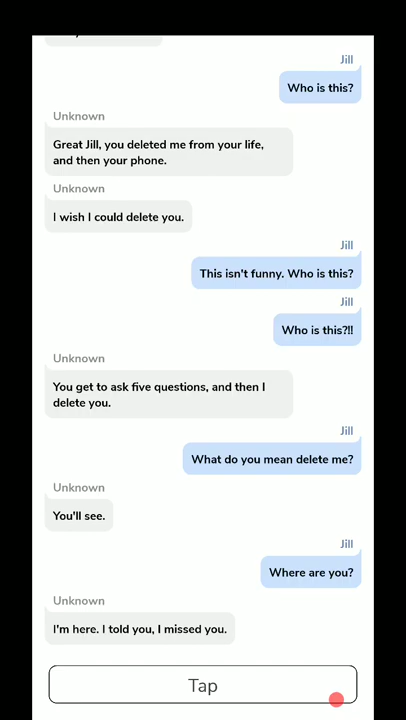 Jill
Who is this?
Unknown
Great Jill, you deleted me from your life,
and then your phone.
Unknown
I wish I could delete you.
Jill
This isn't funny. Who is this?
Jill
Who is this?!!
Unknown
You get to ask five questions, and then I
delete you.
Jill
What do you mean delete me?
Unknown
You'll see.
Jill
Where are you?
Unknown
I'm here. I told you, I missed you.
Tap